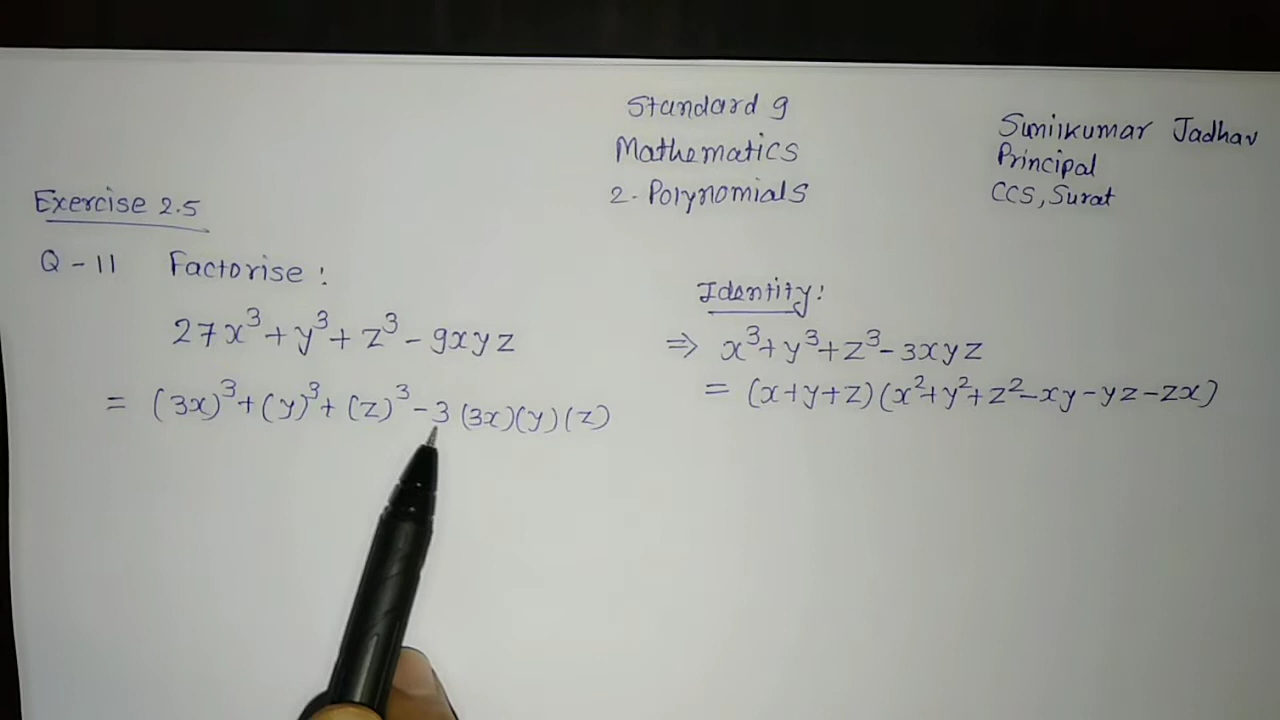 Standard 9
Mathematics
2. Polynomials
Sunilkumar Jadhav
Principal
CCS, Surat
Exercise 2.5
Q - 11 Factorise :
27x³ + y³ + z³ - 9xyz
= (3x)³ + (y)³ + (z)³ - 3 (3x)(y)(z)
Identity:
⇒ x³ + y³ + z³ - 3xyz
= (x+y+z)(x²+y²+z²-xy-yz-zx)